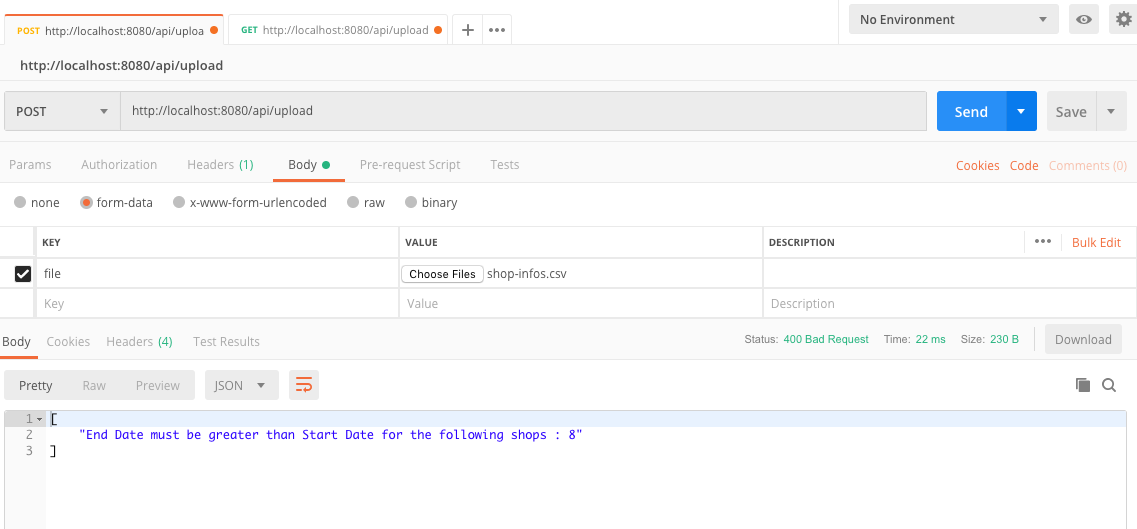 POST http://localhost:8080/api/uploa
GET http://localhost:8080/api/upload
No Environment
http://localhost:8080/api/upload
POST http://localhost:8080/api/upload Send Save
Params Authorization Headers (1) Body Pre-request Script Tests Cookies Code Comments (0)
none form-data x-www-form-urlencoded raw binary
KEY VALUE DESCRIPTION Bulk Edit
file Choose Files shop-infos.csv
Key Value Description
Body Cookies Headers (4) Test Results Status: 400 Bad Request Time: 22 ms Size: 230 B Download
Pretty Raw Preview JSON
1 [
2 "End Date must be greater than Start Date for the following shops : 8"
3 ]